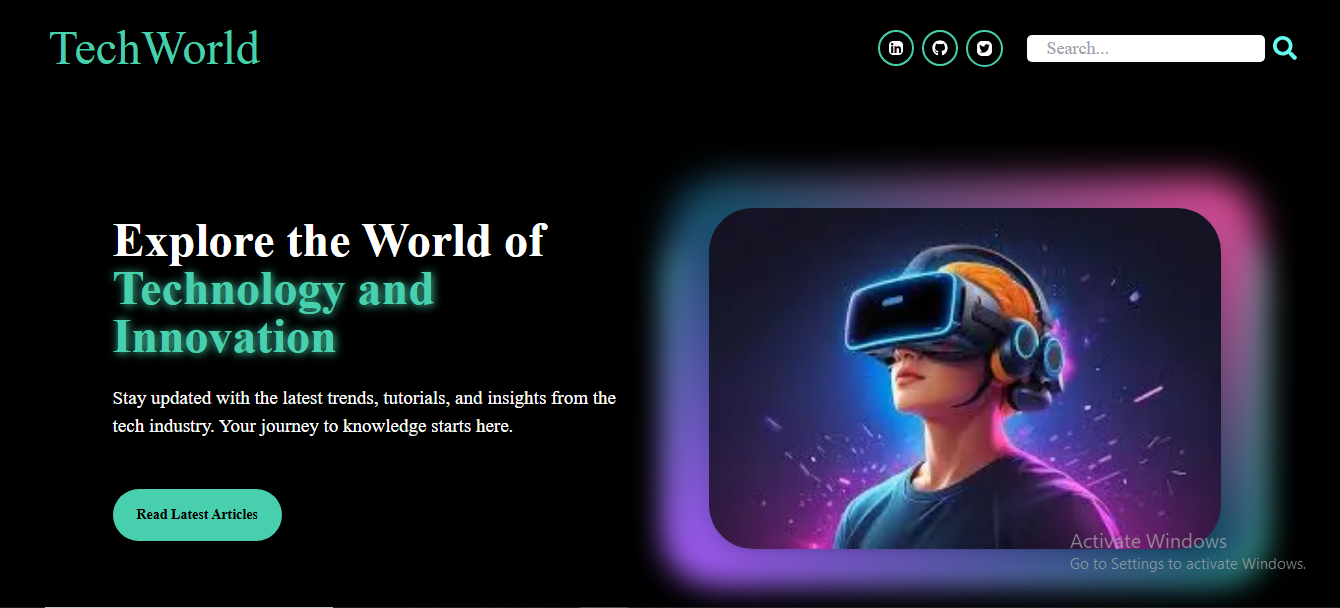 TechWorld
Search...
Explore the World of
Technology and
Innovation
Stay updated with the latest trends, tutorials, and insights from the
tech industry. Your journey to knowledge starts here.
Read Latest Articles
Activate Windows
Go to Settings to activate Windows.